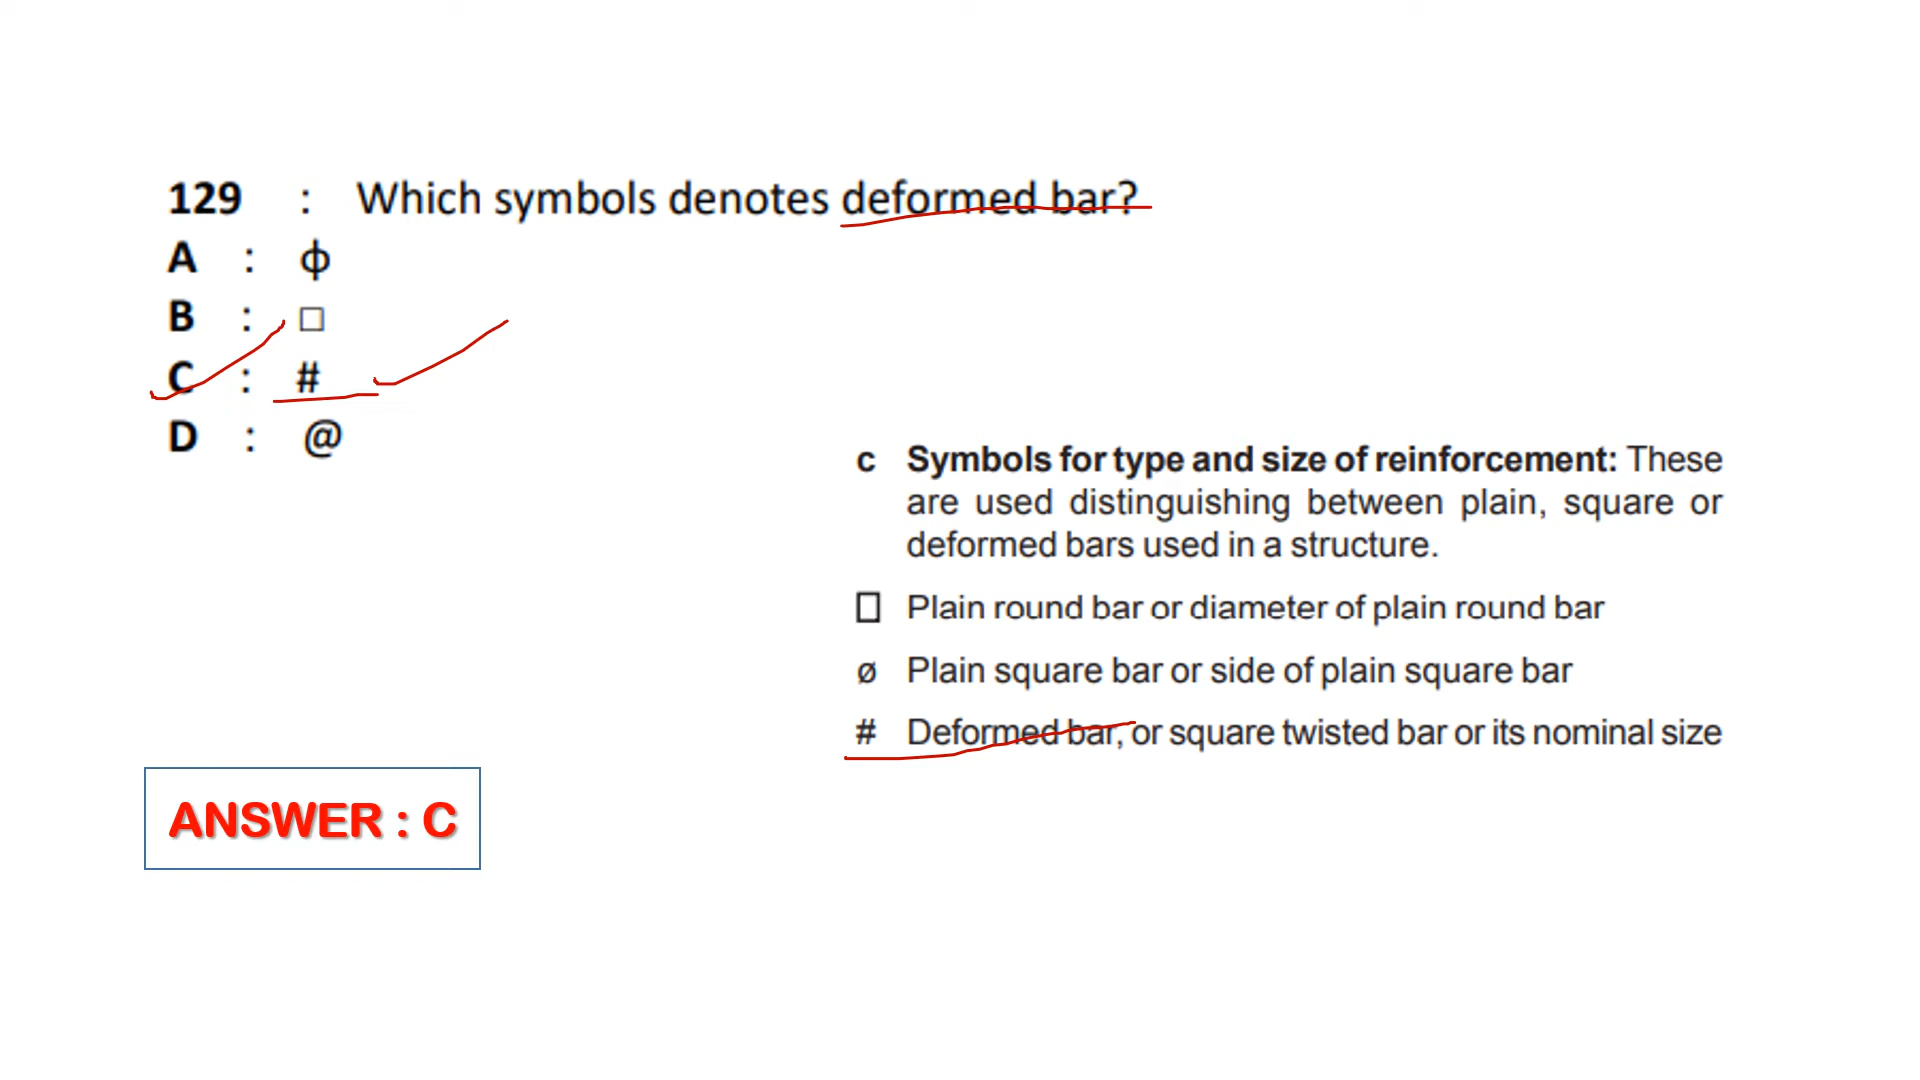 129 : Which symbols denotes deformed bar?
A : ф
B : □
C : #
D : @
c Symbols for type and size of reinforcement: These
are used distinguishing between plain, square or
deformed bars used in a structure.
▯ Plain round bar or diameter of plain round bar
ø Plain square bar or side of plain square bar
# Deformed bar, or square twisted bar or its nominal size
ANSWER : C